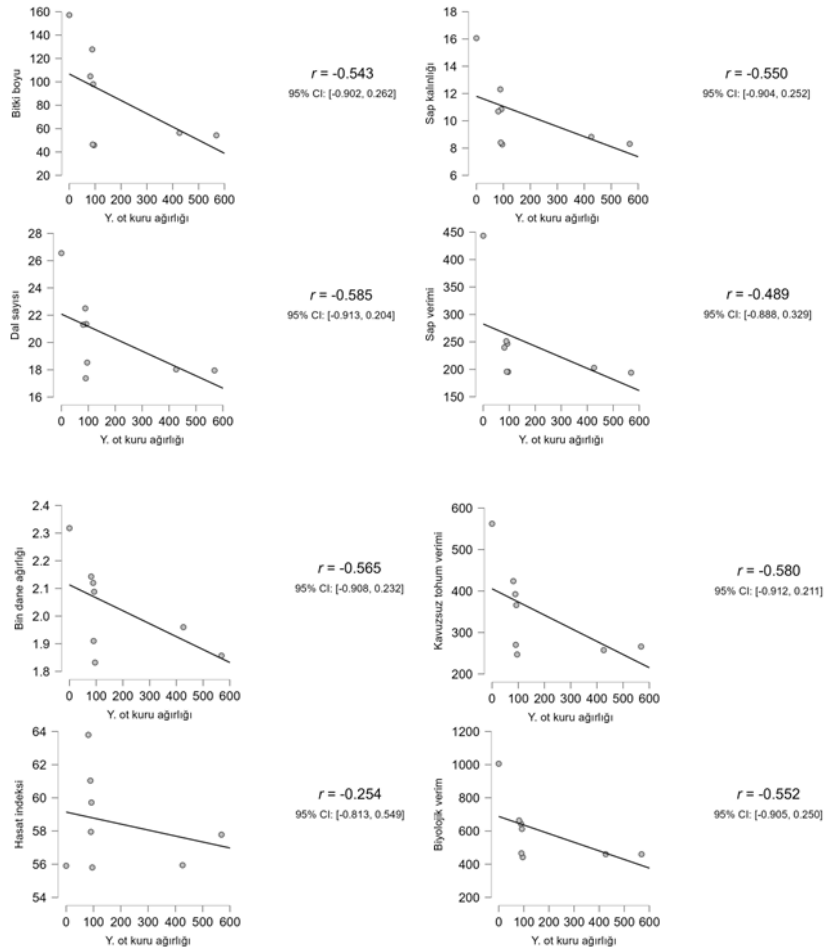 160
140
120
100
80
60
40
20
Bitki boyu
0 100 200 300 400 500 600
Y. ot kuru ağırlığı
r = -0.543
95% CI: [-0.902, 0.262]
18
16
14
12
10
8
6
Sap kalınlığı
0 100 200 300 400 500 600
Y. ot kuru ağırlığı
r = -0.550
95% CI: [-0.904, 0.252]
28
26
24
22
20
18
16
Dal sayısı
0 100 200 300 400 500 600
Y. ot kuru ağırlığı
r = -0.585
95% CI: [-0.913, 0.204]
450
400
350
300
250
200
150
Sap verimi
0 100 200 300 400 500 600
Y. ot kuru ağırlığı
r = -0.489
95% CI: [-0.888, 0.329]
2.4
2.3
2.2
2.1
2.0
1.9
1.8
Bin dane ağırlığı
0 100 200 300 400 500 600
Y. ot kuru ağırlığı
r = -0.565
95% CI: [-0.908, 0.232]
600
500
400
300
200
Kavuzsuz tohum verimi
0 100 200 300 400 500 600
Y. ot kuru ağırlığı
r = -0.580
95% CI: [-0.912, 0.211]
64
62
60
58
56
54
Hasat indeksi
0 100 200 300 400 500 600
Y. ot kuru ağırlığı
r = -0.254
95% CI: [-0.813, 0.549]
1200
1000
800
600
400
200
Biyolojik verim
0 100 200 300 400 500 600
Y. ot kuru ağırlığı
r = -0.552
95% CI: [-0.905, 0.250]